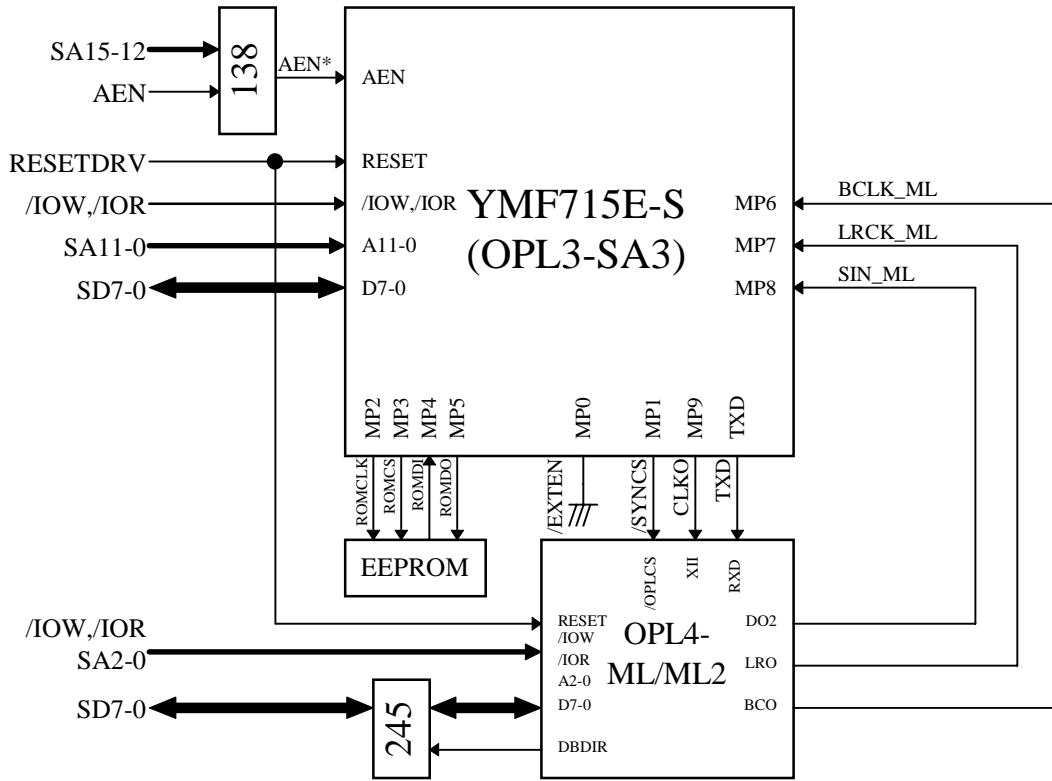 SA15-12
AEN
138
AEN*
AEN
RESETDRV
RESET
/IOW,/IOR
/IOW,/IOR
SA11-0
A11-0
SD7-0
D7-0
YMF715E-S
(OPL3-SA3)
MP6
BCLK_ML
MP7
LRCK_ML
MP8
SIN_ML
MP2
MP3
MP4
MP5
MP0
MP1
MP9
TXD
ROMCLK
ROMCS
ROMDI
ROMDO
/EXTEN
/SYNCS
CLKO
TXD
EEPROM
/OPLCS
XII
RXD
/IOW,/IOR
SA2-0
SD7-0
245
RESET
/IOW
/IOR
A2-0
D7-0
DBDIR
OPL4-
ML/ML2
DO2
LRO
BCO